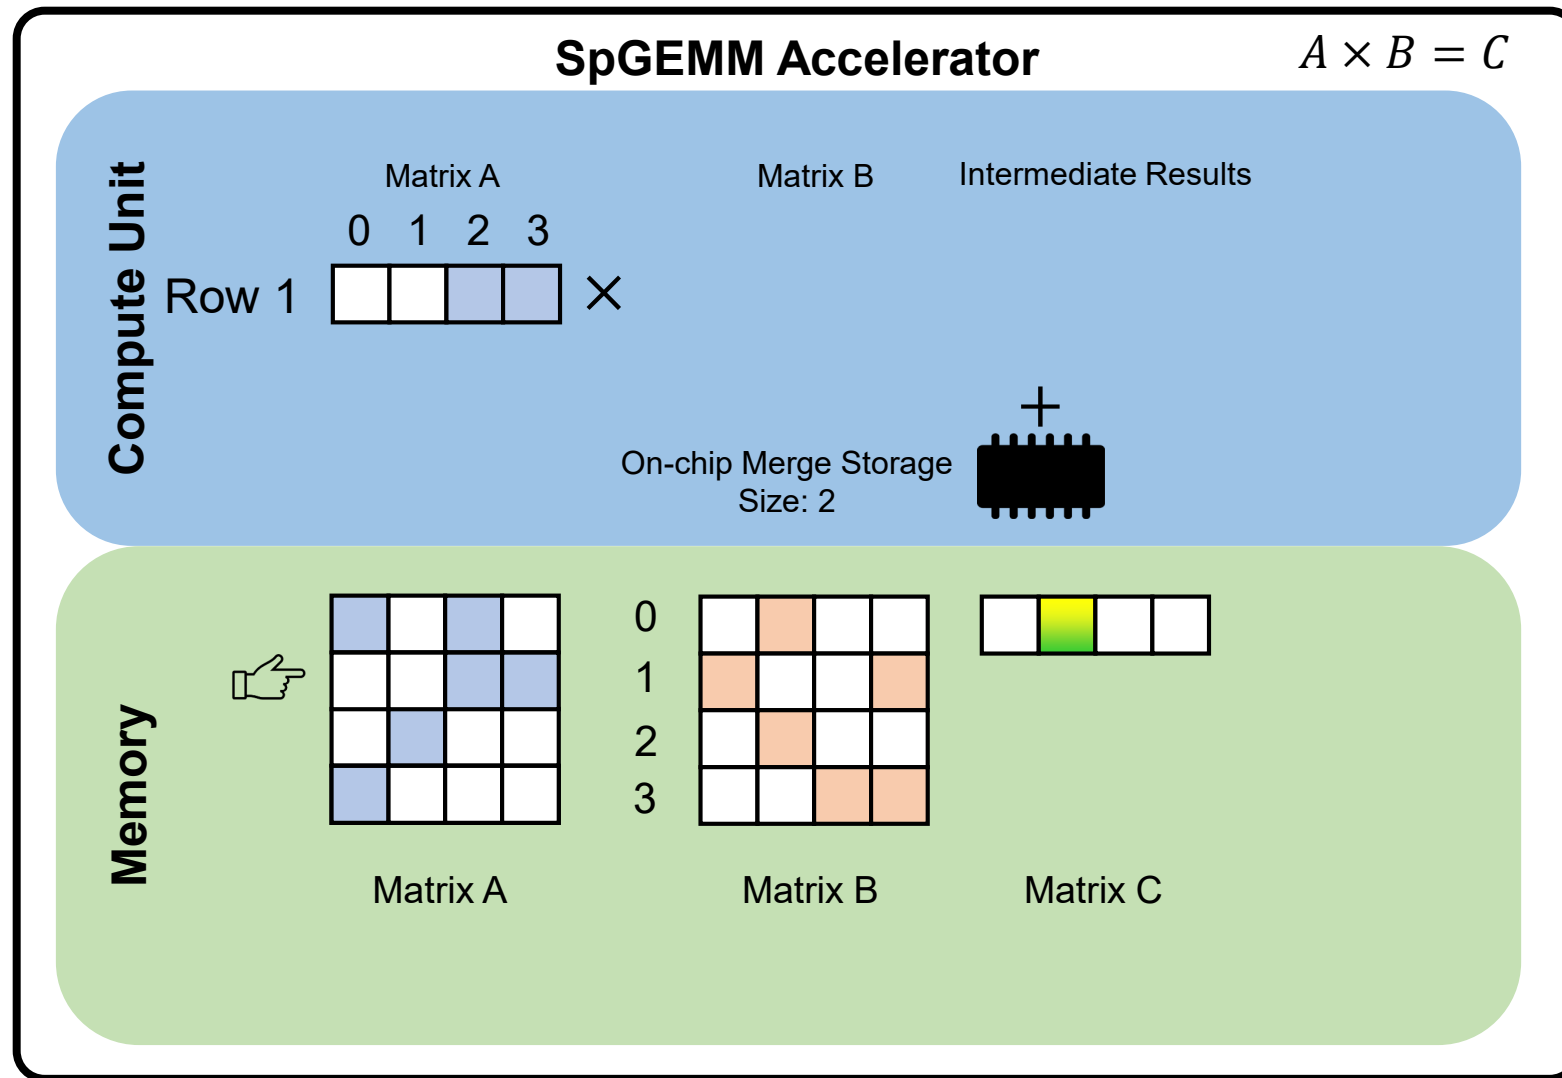 SpGEMM Accelerator
A × B = C
Compute Unit
Matrix A
Matrix B
Intermediate Results
0 1 2 3
Row 1
×
+
On-chip Merge Storage
Size: 2
Memory
0
1
2
3
Matrix A
Matrix B
Matrix C